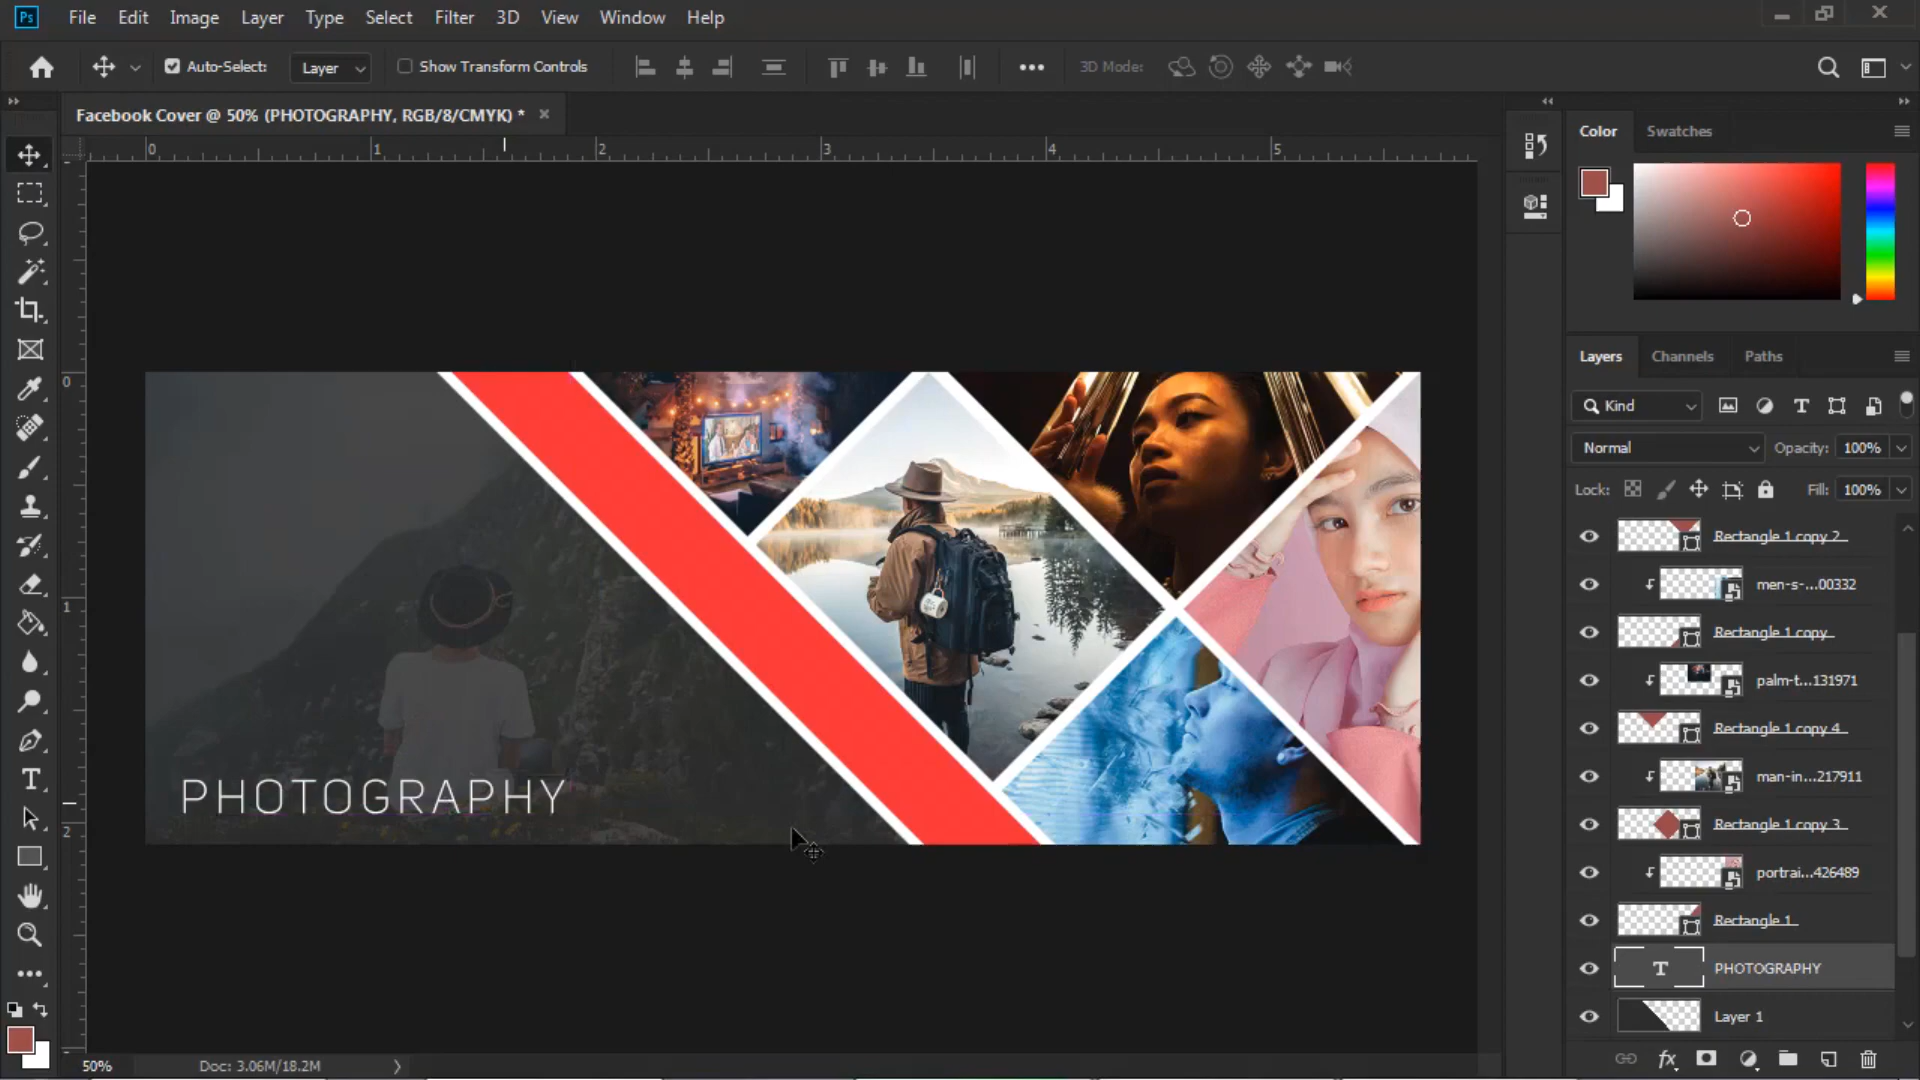 Ps File Edit Image Layer Select Filter 3D View Window Help
Auto-Select: Layer Show Transform Controls 3D Mode:
Facebook Cover @ 50% (PHOTOGRAPHY, RGB/8/CMYK) *
0 1 2 3 4 5
0
1
2
PHOTOGRAPHY
50% Doc: 3.06M/18.2M
Color Swatches
Layers Channels Paths
Kind
Normal Opacity: 100%
Lock: Fill: 100%
Rectangle 1 copy 2
men-s-...00332
Rectangle 1 copy
palm-t...131971
Rectangle 1 copy 4
man-in...217911
Rectangle 1 copy 3
portrai...426489
Rectangle 1
T PHOTOGRAPHY
Layer 1
fx